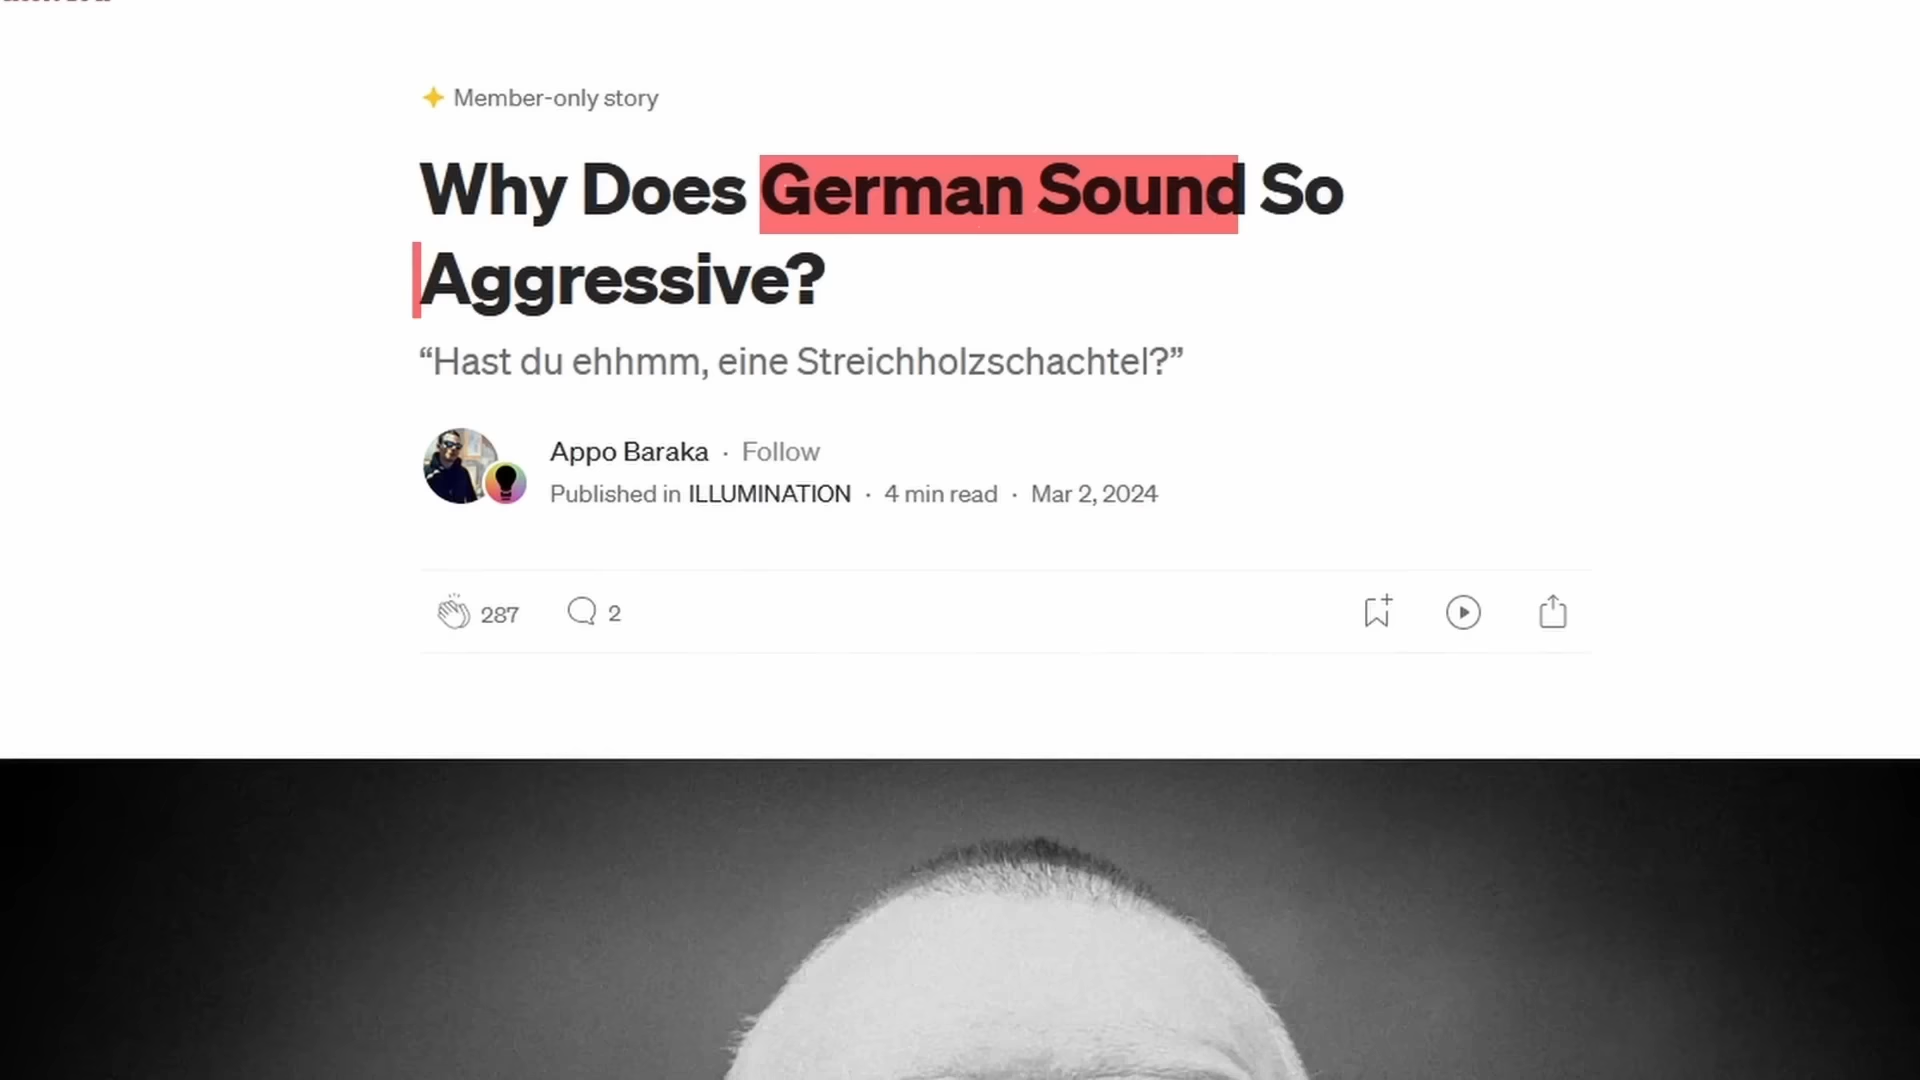 Member-only story
Why Does German Sound So
Aggressive?
“Hast du ehhmm, eine Streichholzschachtel?”
Appo Baraka · Follow
Published in ILLUMINATION · 4 min read · Mar 2, 2024
287 2